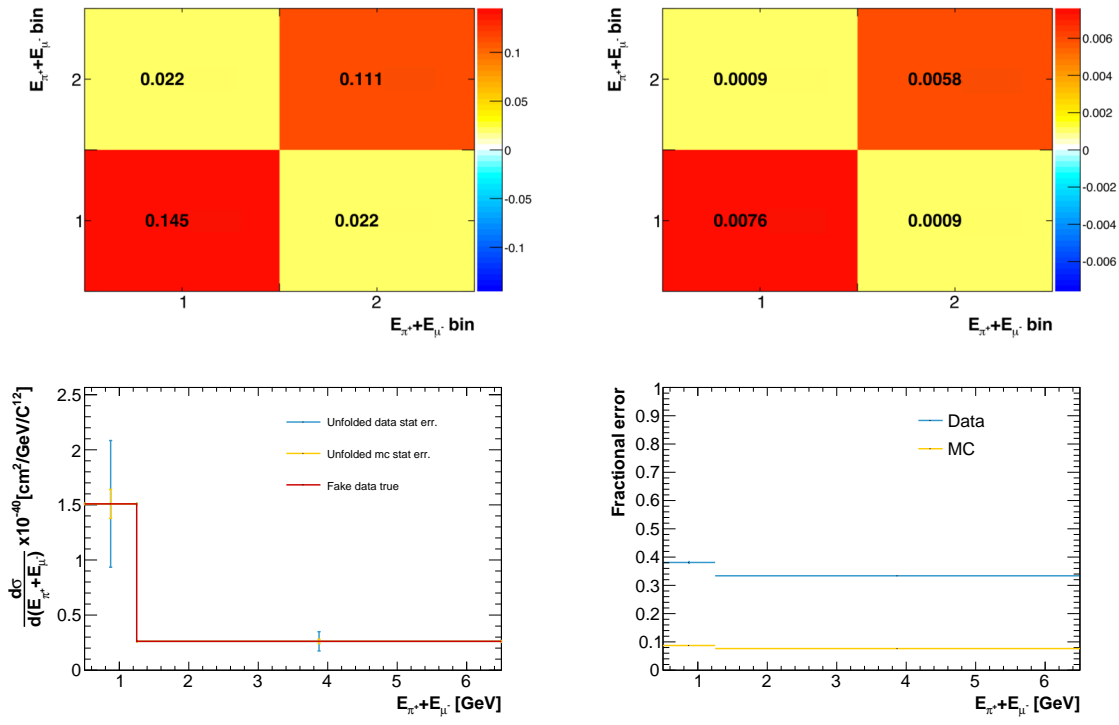 E_π⁺+E_μ⁻ bin
2
1
0.022 0.111
0.145 0.022
1 2
E_π⁺+E_μ⁻ bin
0.1
0.05
0
-0.05
-0.1
E_π⁺+E_μ⁻ bin
2
1
0.0009 0.0058
0.0076 0.0009
1 2
E_π⁺+E_μ⁻ bin
0.006
0.004
0.002
0
-0.002
-0.004
-0.006
dσ/d(E_π⁺+E_μ⁻) ×10⁻⁴⁰[cm²/GeV/C¹²]
2.5
2
1.5
1
0.5
0
Unfolded data stat err.
Unfolded mc stat err.
Fake data true
1 2 3 4 5 6
E_π⁺+E_μ⁻ [GeV]
Fractional error
1
0.9
0.8
0.7
0.6
0.5
0.4
0.3
0.2
0.1
0
Data
MC
1 2 3 4 5 6
E_π⁺+E_μ⁻ [GeV]